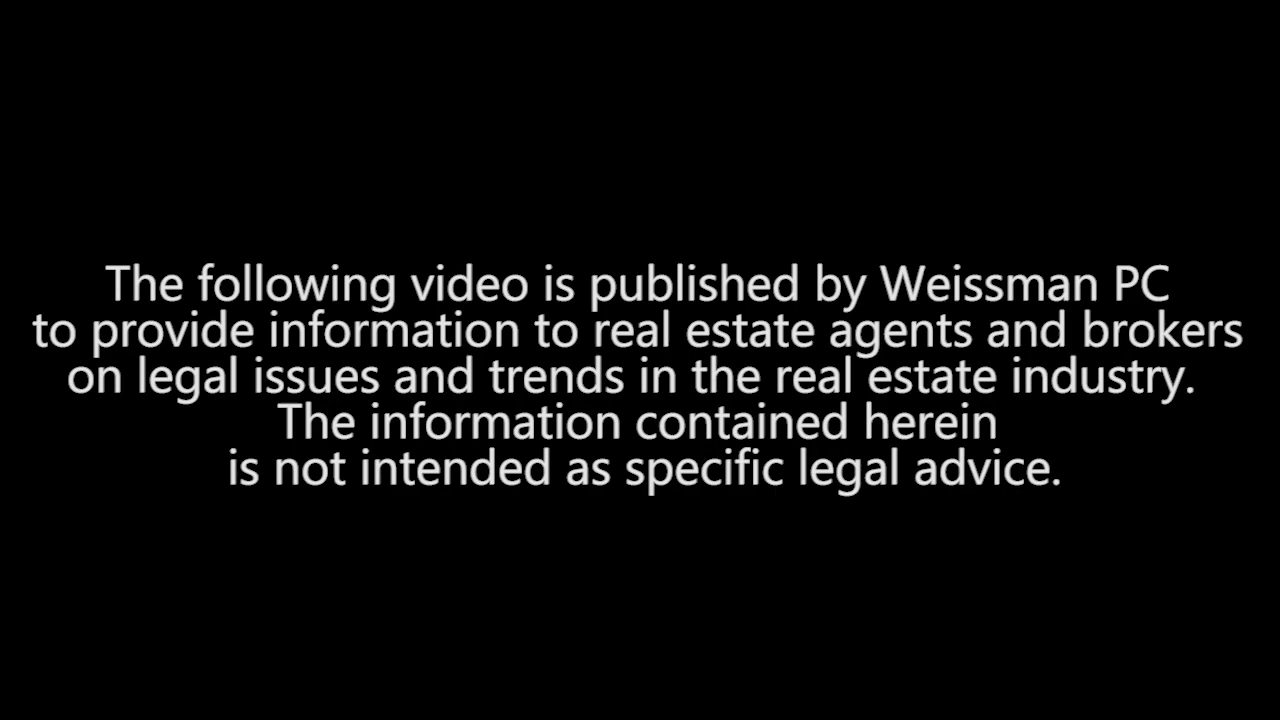 The following video is published by Weissman PC
to provide information to real estate agents and brokers
on legal issues and trends in the real estate industry.
The information contained herein
is not intended as specific legal advice.